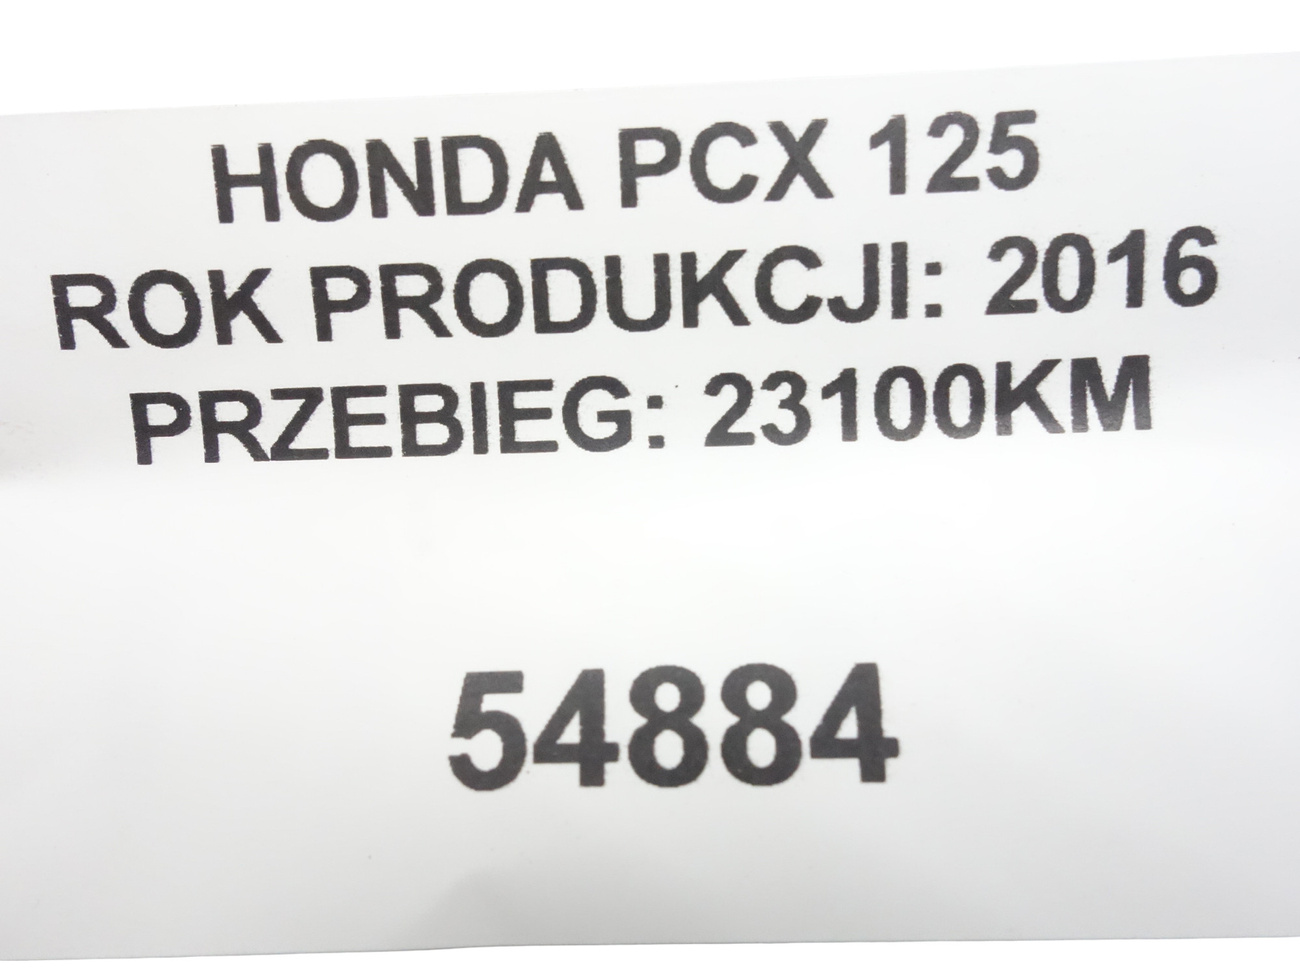 HONDA PCX 125
ROK PRODUKCJI: 2016
PRZEBIEG: 23100KM
54884